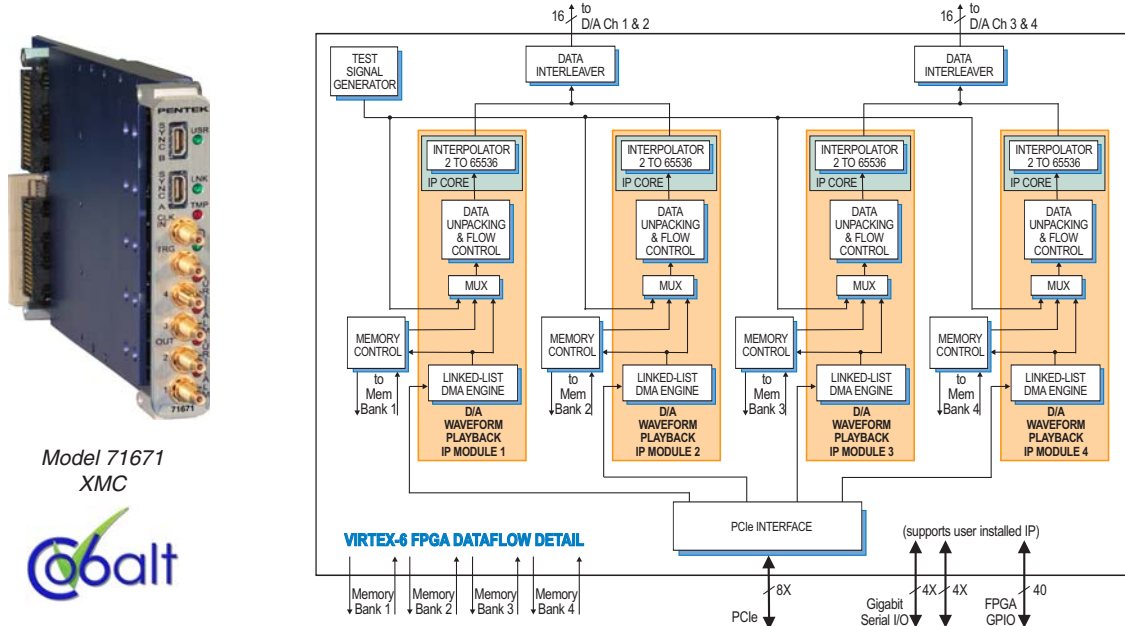 PENTEK
SYNC B
USR
SYNC A
LNK
TMP
CLK
IN
TRG
4
3
OUT
2
71671
Model 71671
XMC
Cobalt
16
to
D/A Ch 1 & 2
16
to
D/A Ch 3 & 4
TEST
SIGNAL
GENERATOR
DATA
INTERLEAVER
DATA
INTERLEAVER
INTERPOLATOR
2 TO 65536
IP CORE
DATA
UNPACKING
& FLOW
CONTROL
MUX
MEMORY
CONTROL
to
Mem
Bank 1
LINKED-LIST
DMA ENGINE
D/A
WAVEFORM
PLAYBACK
IP MODULE 1
INTERPOLATOR
2 TO 65536
IP CORE
DATA
UNPACKING
& FLOW
CONTROL
MUX
MEMORY
CONTROL
to
Mem
Bank 2
LINKED-LIST
DMA ENGINE
D/A
WAVEFORM
PLAYBACK
IP MODULE 2
INTERPOLATOR
2 TO 65536
IP CORE
DATA
UNPACKING
& FLOW
CONTROL
MUX
MEMORY
CONTROL
to
Mem
Bank 3
LINKED-LIST
DMA ENGINE
D/A
WAVEFORM
PLAYBACK
IP MODULE 3
INTERPOLATOR
2 TO 65536
IP CORE
DATA
UNPACKING
& FLOW
CONTROL
MUX
MEMORY
CONTROL
to
Mem
Bank 4
LINKED-LIST
DMA ENGINE
D/A
WAVEFORM
PLAYBACK
IP MODULE 4
PCIe INTERFACE
VIRTEX-6 FPGA DATAFLOW DETAIL
(supports user installed IP)
Memory
Bank 1
Memory
Bank 2
Memory
Bank 3
Memory
Bank 4
8X
PCIe
4X
4X
Gigabit
Serial I/O
40
FPGA
GPIO